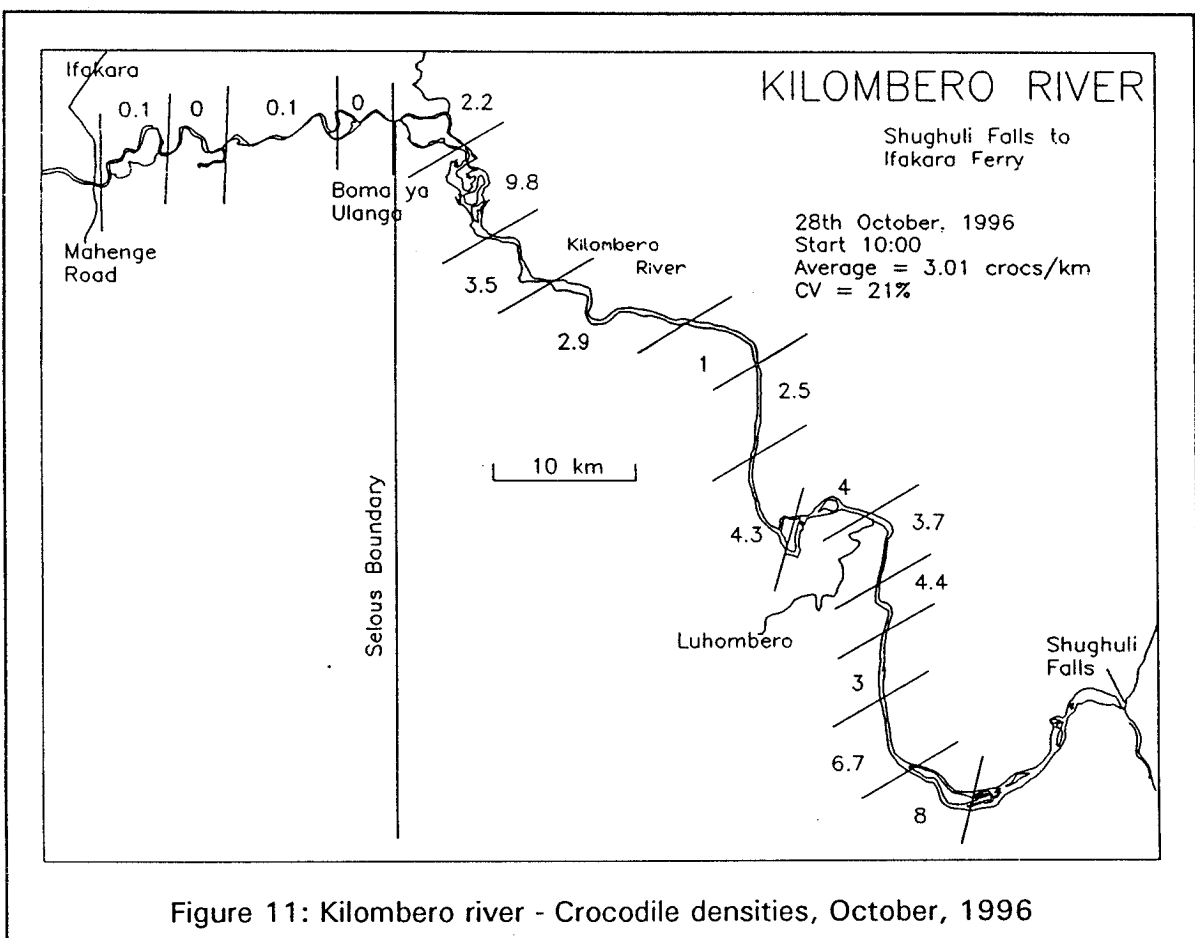 Ifakara
0.1
0
0.1
0
2.2
KILOMBERO RIVER
Shughuli Falls to
Ifakara Ferry
Boma ya
Ulanga
9.8
28th October, 1996
Start 10:00
Average = 3.01 crocs/km
CV = 21%
Mahenge
Road
Kilombero
River
3.5
2.9
1
2.5
10 km
Selous Boundary
4
4.3
3.7
4.4
Luhombero
Shughuli
Falls
3
6.7
8
Figure 11: Kilombero river - Crocodile densities, October, 1996